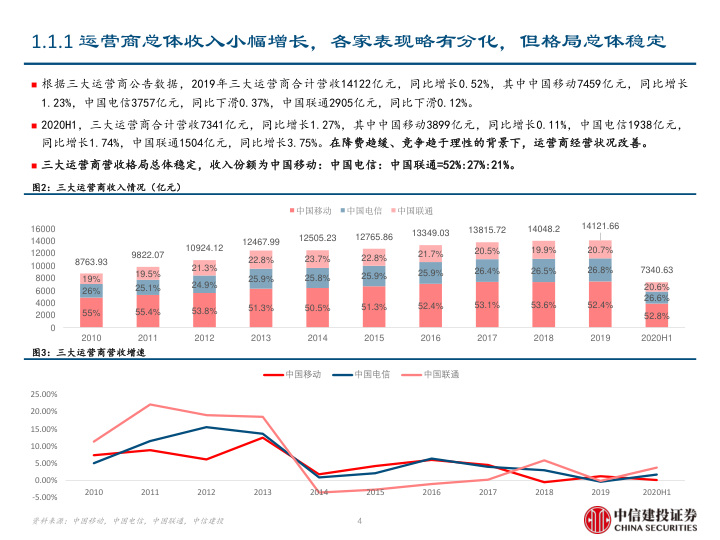 1.1.1 运营商总体收入小幅增长，各家表现略有分化，但格局总体稳定
根据三大运营商公告数据，2019年三大运营商合计营收14122亿元，同比增长0.52%，其中中国移动7459亿元，同比增长
1.23%，中国电信3757亿元，同比下滑0.37%，中国联通2905亿元，同比下滑0.12%。
2020H1，三大运营商合计营收7341亿元，同比增长1.27%，其中中国移动3899亿元，同比增长0.11%，中国电信1938亿元，
同比增长1.74%，中国联通1504亿元，同比增长3.75%。在降费趋缓、竞争趋于理性的背景下，运营商经营状况改善。
三大运营商营收格局总体稳定，收入份额为中国移动：中国电信：中国联通=52%:27%:21%。
图2：三大运营商收入情况（亿元）
中国移动 中国电信 中国联通
16000
14000
12000
10000
8000
6000
4000
2000
0
8763.93 9822.07 10924.12 12467.99 12505.23 12765.86 13349.03 13815.72 14048.2 14121.66 7340.63
19% 19.5% 21.3% 22.8% 23.7% 22.8% 21.7% 20.5% 19.9% 20.7% 20.6%
26% 25.1% 24.9% 25.9% 25.8% 25.9% 25.9% 26.4% 26.5% 26.8% 26.6%
55% 55.4% 53.8% 51.3% 50.5% 51.3% 52.4% 53.1% 53.6% 52.4% 52.8%
2010 2011 2012 2013 2014 2015 2016 2017 2018 2019 2020H1
图3：三大运营商营收增速
中国移动 中国电信 中国联通
25.00%
20.00%
15.00%
10.00%
5.00%
0.00%
-5.00%
2010 2011 2012 2013 2014 2015 2016 2017 2018 2019 2020H1
资料来源：中国移动，中国电信，中国联通，中信建投
4
中信建投证券
CHINA SECURITIES